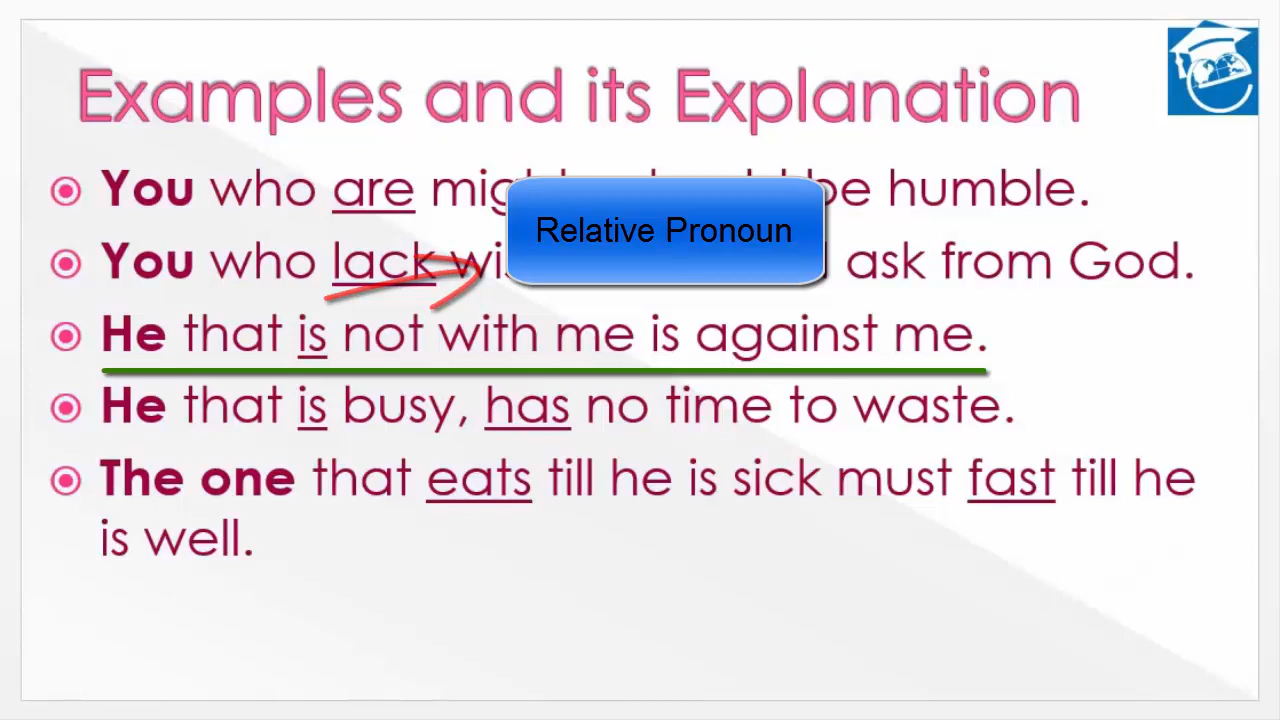 Examples and its Explanation
You who are be humble.
Relative Pronoun
You who lack ask from God.
He that is not with me is against me.
He that is busy, has no time to waste.
The one that eats till he is sick must fast till he
is well.